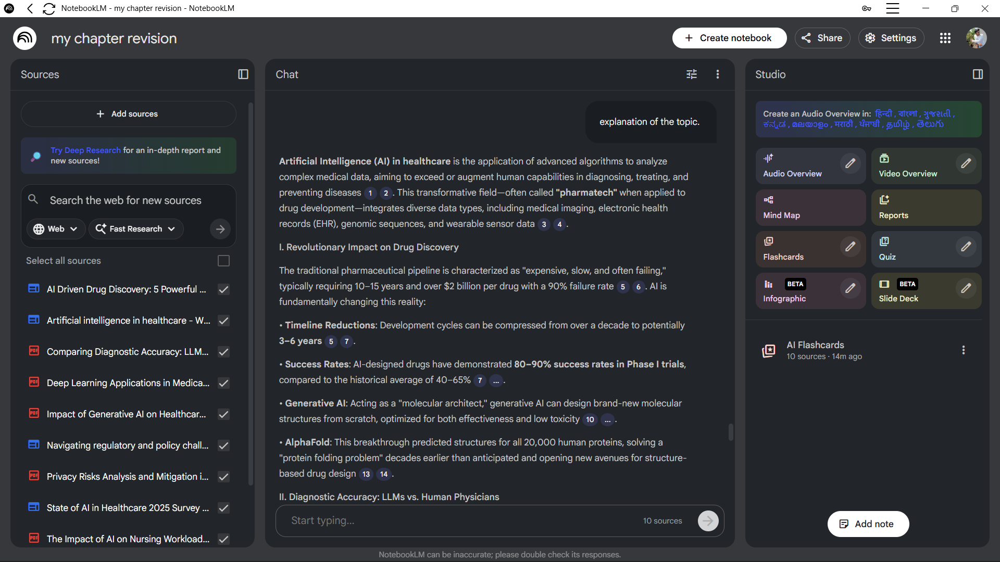 NotebookLM - my chapter revision - NotebookLM
my chapter revision
+ Create notebook
Share
Settings
Sources
+ Add sources
Try Deep Research for an in-depth report and
new sources!
Search the web for new sources
Web
Fast Research
Select all sources
AI Driven Drug Discovery: 5 Powerful ...
Artificial intelligence in healthcare - W...
Comparing Diagnostic Accuracy: LLM...
Deep Learning Applications in Medica...
Impact of Generative AI on Healthcar...
Navigating regulatory and policy chall...
Privacy Risks Analysis and Mitigation i...
State of AI in Healthcare 2025 Survey ...
The Impact of AI on Nursing Workload...
PDF
PDF
PDF
PDF
PDF
Chat
explanation of the topic.
Artificial Intelligence (AI) in healthcare is the application of advanced algorithms to analyze
complex medical data, aiming to exceed or augment human capabilities in diagnosing, treating, and
preventing diseases 1 2 . This transformative field—often called "pharmatech" when applied to
drug development—integrates diverse data types, including medical imaging, electronic health
records (EHR), genomic sequences, and wearable sensor data 3 4 .
I. Revolutionary Impact on Drug Discovery
The traditional pharmaceutical pipeline is characterized as "expensive, slow, and often failing,"
typically requiring 10–15 years and over $2 billion per drug with a 90% failure rate 5 6 . AI is
fundamentally changing this reality:
• Timeline Reductions: Development cycles can be compressed from over a decade to potentially
3–6 years 5 7 .
• Success Rates: AI-designed drugs have demonstrated 80–90% success rates in Phase I trials,
compared to the historical average of 40–65% 7 ... .
• Generative AI: Acting as a "molecular architect," generative AI can design brand-new molecular
structures from scratch, optimized for both effectiveness and low toxicity 10 ... .
• AlphaFold: This breakthrough predicted structures for all 20,000 human proteins, solving a
"protein folding problem" decades earlier than anticipated and opening new avenues for structure-
based drug design 13 14 .
II. Diagnostic Accuracy: LLMs vs. Human Physicians
Start typing...
10 sources
NotebookLM can be inaccurate; please double check its responses.
Studio
Create an Audio Overview in: हिन्दी , বাংলা , ગુજરાતી ,
ಕನ್ನಡ , മലയാളം , मराठी , ਪੰਜਾਬੀ , தமிழ் , తెలుగు
Audio Overview
Video Overview
Mind Map
Reports
Flashcards
Quiz
BETA
Infographic
BETA
Slide Deck
AI Flashcards
10 sources · 14m ago
Add note